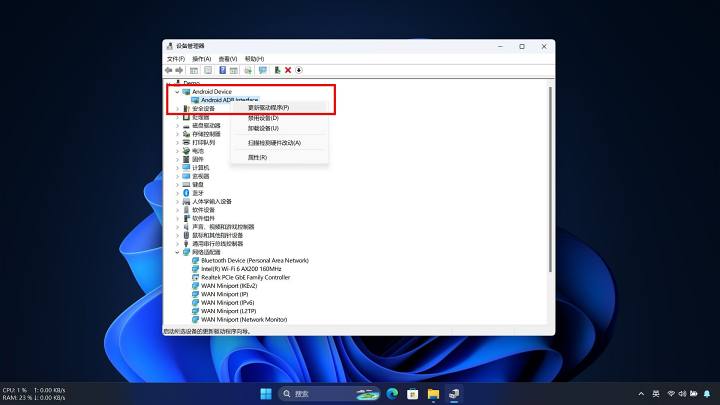 设备管理器
文件(F) 操作(A) 查看(V) 帮助(H)
Demo
Android Device
Android ADB Interface
更新驱动程序(P)
安全设备
禁用设备(D)
处理器
卸载设备(U)
磁盘驱动器
存储控制器
扫描检测硬件改动(A)
打印队列
电池
属性(R)
固件
计算机
监视器
键盘
蓝牙
人体学输入设备
软件设备
软件组件
声音、视频和游戏控制器
鼠标和其他指针设备
通用串行总线控制器
网络适配器
Bluetooth Device (Personal Area Network)
Intel(R) Wi-Fi 6 AX200 160MHz
Realtek PCIe GbE Family Controller
WAN Miniport (IKEv2)
WAN Miniport (IP)
WAN Miniport (IPv6)
WAN Miniport (L2TP)
WAN Miniport (Network Monitor)
启动所选设备的更新驱动程序向导。
CPU: 1 % ↑: 0.00 KB/s
RAM: 23 % ↓: 0.00 KB/s
搜索
英